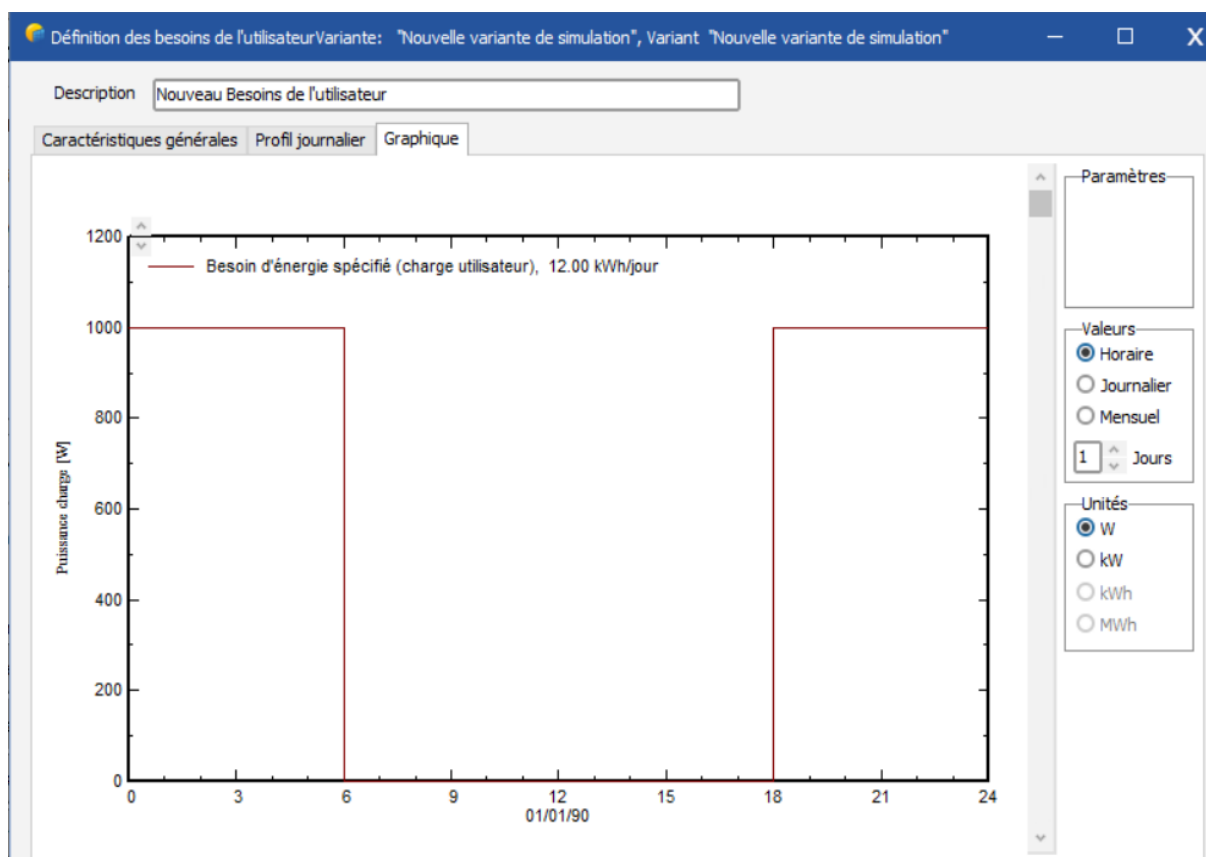 Définition des besoins de l'utilisateurVariante: "Nouvelle variante de simulation", Variant "Nouvelle variante de simulation"
Description Nouveau Besoins de l'utilisateur
Caractéristiques générales Profil journalier Graphique
Paramètres
1200
Besoin d'énergie spécifié (charge utilisateur), 12.00 kWh/jour
1000
800
600
400
200
0
Puissance charge [W]
0 3 6 9 12 15 18 21 24
01/01/90
Valeurs
Horaire
Journalier
Mensuel
1 Jours
Unités
W
kW
kWh
MWh